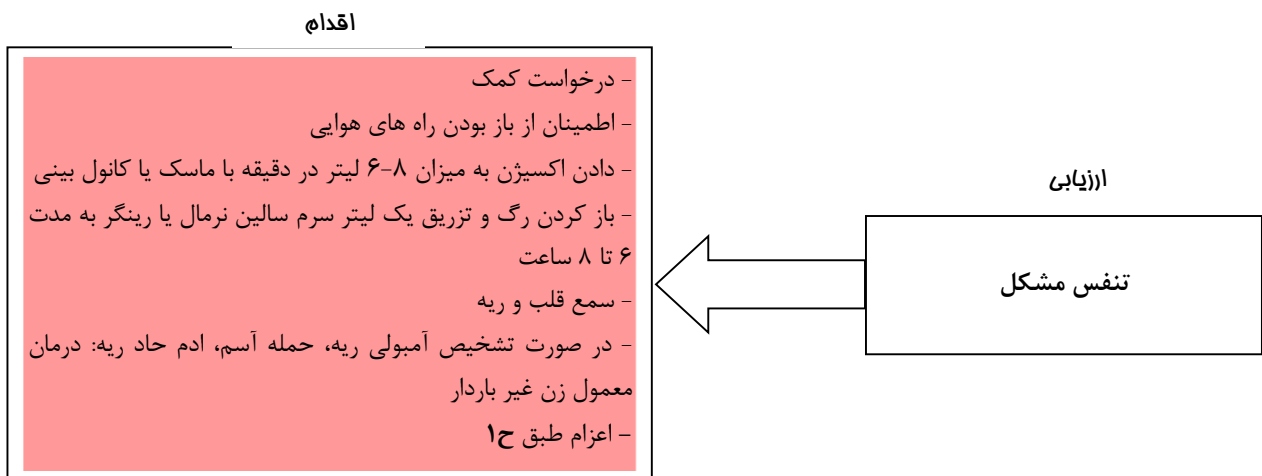 ارزیابی
تنفس مشکل
اقدام
- درخواست کمک
- اطمینان از باز بودن راه های هوایی
- دادن اکسیژن به میزان ۸-۶ لیتر در دقیقه با ماسک یا کانول بینی
- باز کردن رگ و تزریق یک لیتر سرم سالین نرمال یا رینگر به مدت
۶ تا ۸ ساعت
- سمع قلب و ریه
- در صورت تشخیص آمبولی ریه، حمله آسم، ادم حاد ریه: درمان
معمول زن غیر باردار
- اعزام طبق ح۱